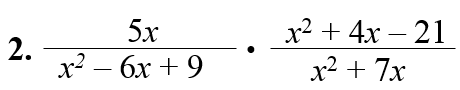 2. 5x / (x² – 6x + 9) · (x² + 4x – 21) / (x² + 7x)